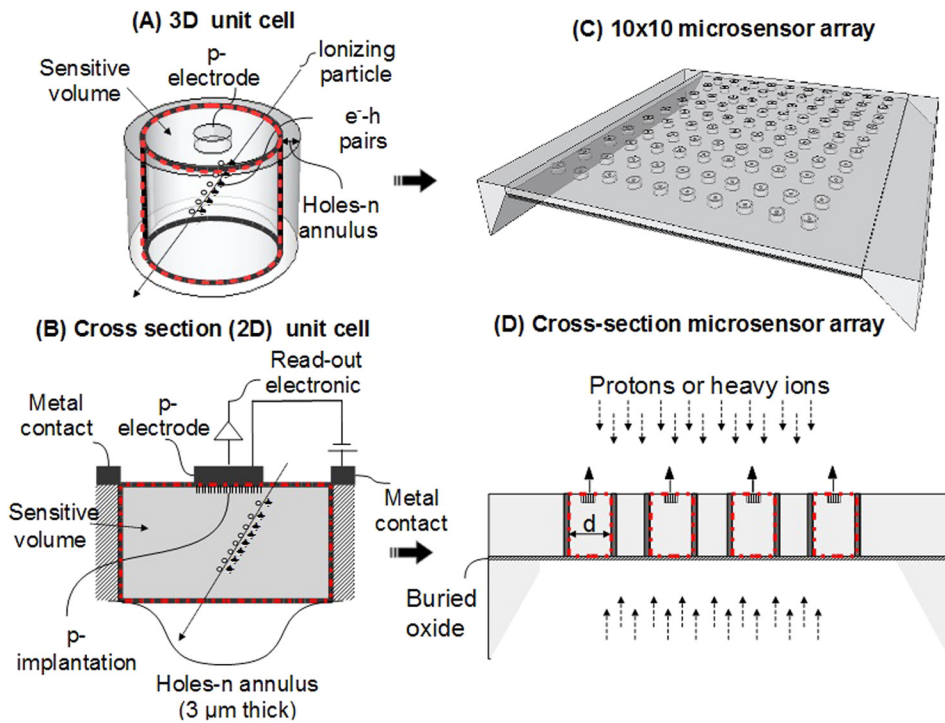 (A) 3D unit cell
p-
electrode
Sensitive
volume
Ionizing
particle
e⁻-h
pairs
Holes-n
annulus
(C) 10x10 microsensor array
(B) Cross section (2D) unit cell
Read-out
electronic
Metal
contact
p-
electrode
Sensitive
volume
Metal
contact
p-
implantation
Holes-n annulus
(3 μm thick)
(D) Cross-section microsensor array
Protons or heavy ions
d
Buried
oxide